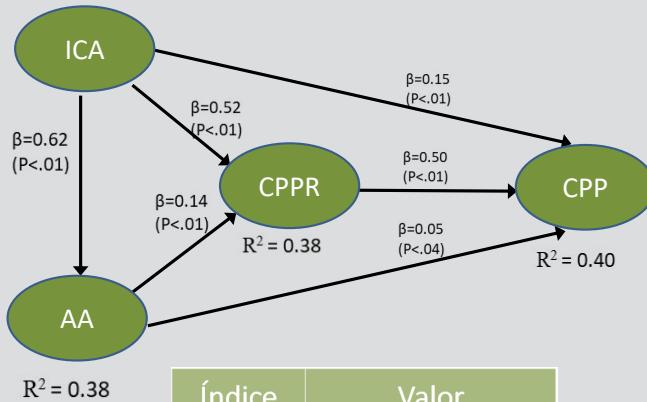 ICA
β=0.15
(P<.01)
β=0.52
(P<.01)
β=0.62
(P<.01)
β=0.50
(P<.01)
CPPR
CPP
β=0.14
(P<.01)
R² = 0.38
β=0.05
(P<.04)
R² = 0.40
AA
R² = 0.38
Índice Valor